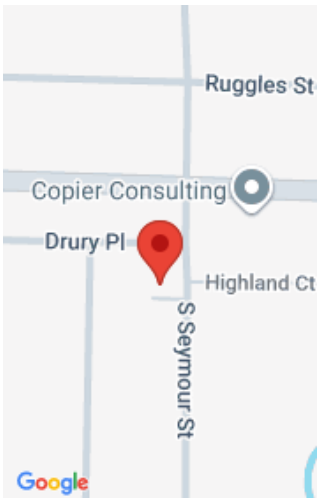 Ruggles St
Copier Consulting
Drury Pl
Highland Ct
S Seymour St
Google